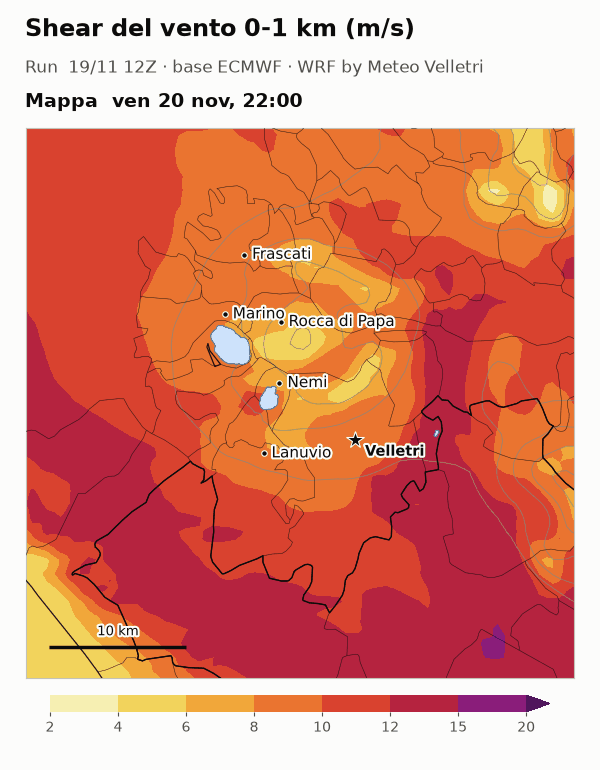 Shear del vento 0-1 km (m/s)
Run  19/11 12Z · base ECMWF · WRF by Meteo Velletri
Mappa  ven 20 nov, 22:00
Frascati
Marino
Rocca di Papa
Nemi
Lanuvio
Velletri
10 km
2 4 6 8 10 12 15 20